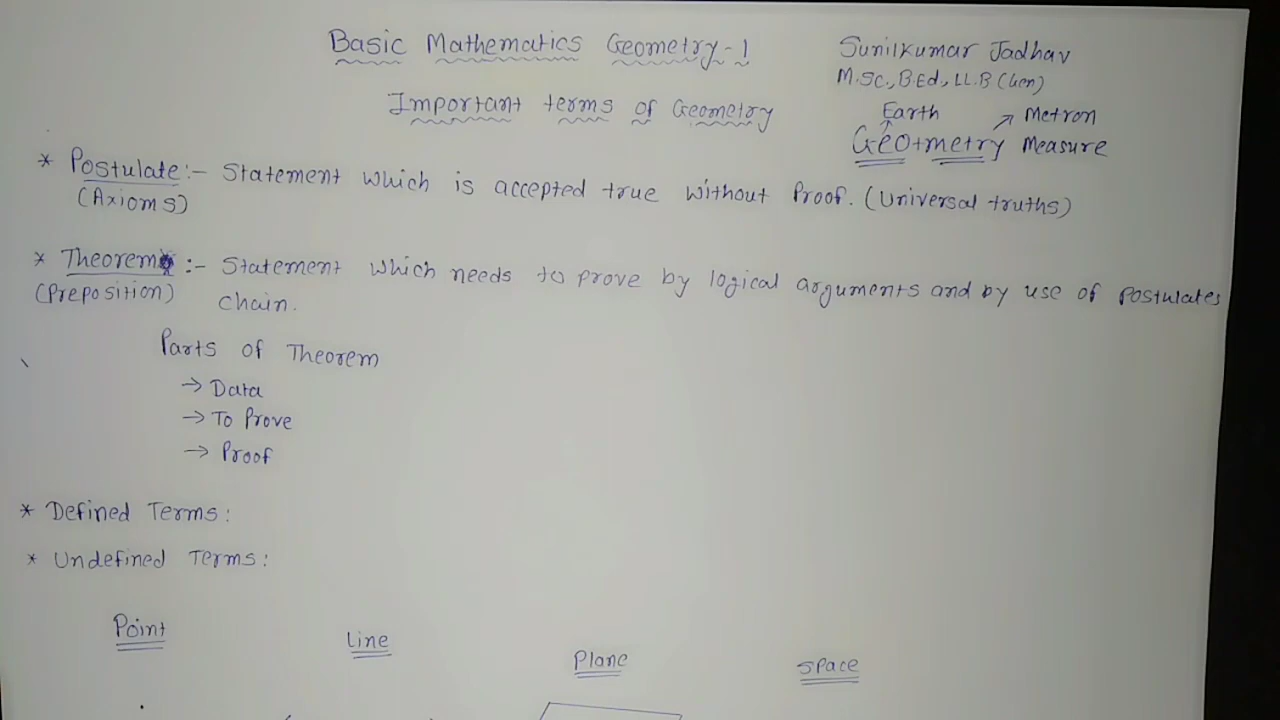 Basic Mathematics Geometry-1
Sunilkumar Jadhav
M.Sc., B.Ed., LL.B (Gen)
Important terms of Geometry
Earth
Metron
Geo+metry Measure
* Postulate :- Statement which is accepted true without Proof. (Universal truths)
(Axioms)
* Theorem :- Statement which needs to prove by logical arguments and by use of Postulates
(Preposition) chain.
Parts of Theorem
→ Data
→ To Prove
→ Proof
* Defined Terms:
* Undefined Terms:
Point Line Plane Space